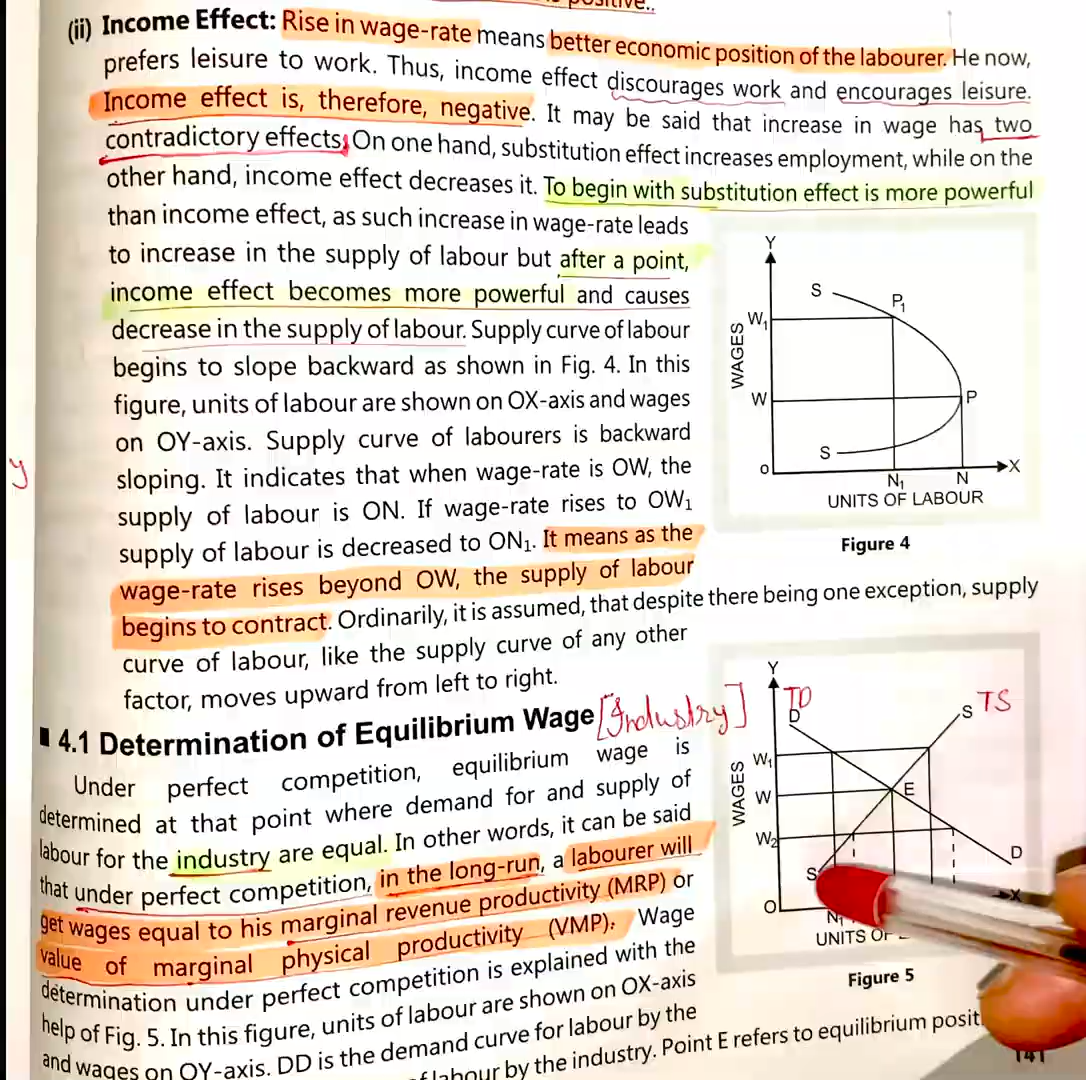 positive..
(ii) Income Effect: Rise in wage-rate means better economic position of the labourer. He now,
prefers leisure to work. Thus, income effect discourages work and encourages leisure.
Income effect is, therefore, negative. It may be said that increase in wage has two
contradictory effects. On one hand, substitution effect increases employment, while on the
other hand, income effect decreases it. To begin with substitution effect is more powerful
than income effect, as such increase in wage-rate leads
to increase in the supply of labour but after a point,
income effect becomes more powerful and causes
decrease in the supply of labour. Supply curve of labour
begins to slope backward as shown in Fig. 4. In this
figure, units of labour are shown on OX-axis and wages
on OY-axis. Supply curve of labourers is backward
sloping. It indicates that when wage-rate is OW, the
supply of labour is ON. If wage-rate rises to OW₁
supply of labour is decreased to ON₁. It means as the
wage-rate rises beyond OW, the supply of labour
begins to contract. Ordinarily, it is assumed, that despite there being one exception, supply
curve of labour, like the supply curve of any other
factor, moves upward from left to right.
Y
S
P₁
W₁
WAGES
W
P
S
O
N₁
N
X
UNITS OF LABOUR
Figure 4
y
■ 4.1 Determination of Equilibrium Wage [Industry]
Under perfect competition, equilibrium wage is
determined at that point where demand for and supply of
labour for the industry are equal. In other words, it can be said
that under perfect competition, in the long-run, a labourer will
get wages equal to his marginal revenue productivity (MRP) or
value of marginal physical productivity (VMP). Wage
determination under perfect competition is explained with the
help of Fig. 5. In this figure, units of labour are shown on OX-axis
and wages on OY-axis. DD is the demand curve for labour by the
labour by the industry. Point E refers to equilibrium
Y
TD
D
S TS
W₁
WAGES
W
E
W₂
D
S
O
X
UNITS
Figure 5
141